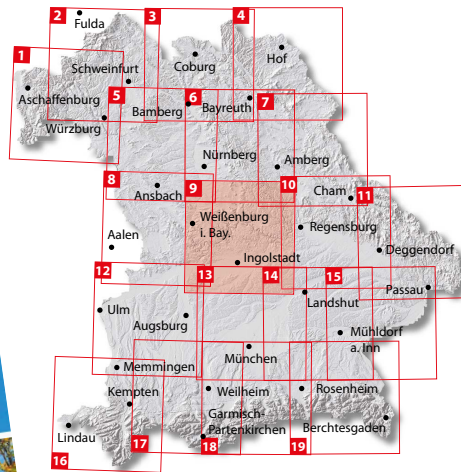 2
3
4
Fulda
Hof
1
Coburg
Schweinfurt
Aschaffenburg
5
6
7
Bamberg
Bayreuth
Würzburg
Nürnberg
Amberg
8
9
10
Ansbach
Cham
11
Weißenburg
i. Bay.
Regensburg
Aalen
Deggendorf
Ingolstadt
12
13
14
15
Passau
Landshut
Ulm
Augsburg
Mühldorf
a. Inn
München
Memmingen
Kempten
Weilheim
Rosenheim
Garmisch-
Partenkirchen
Berchtesgaden
Lindau
16
17
18
19